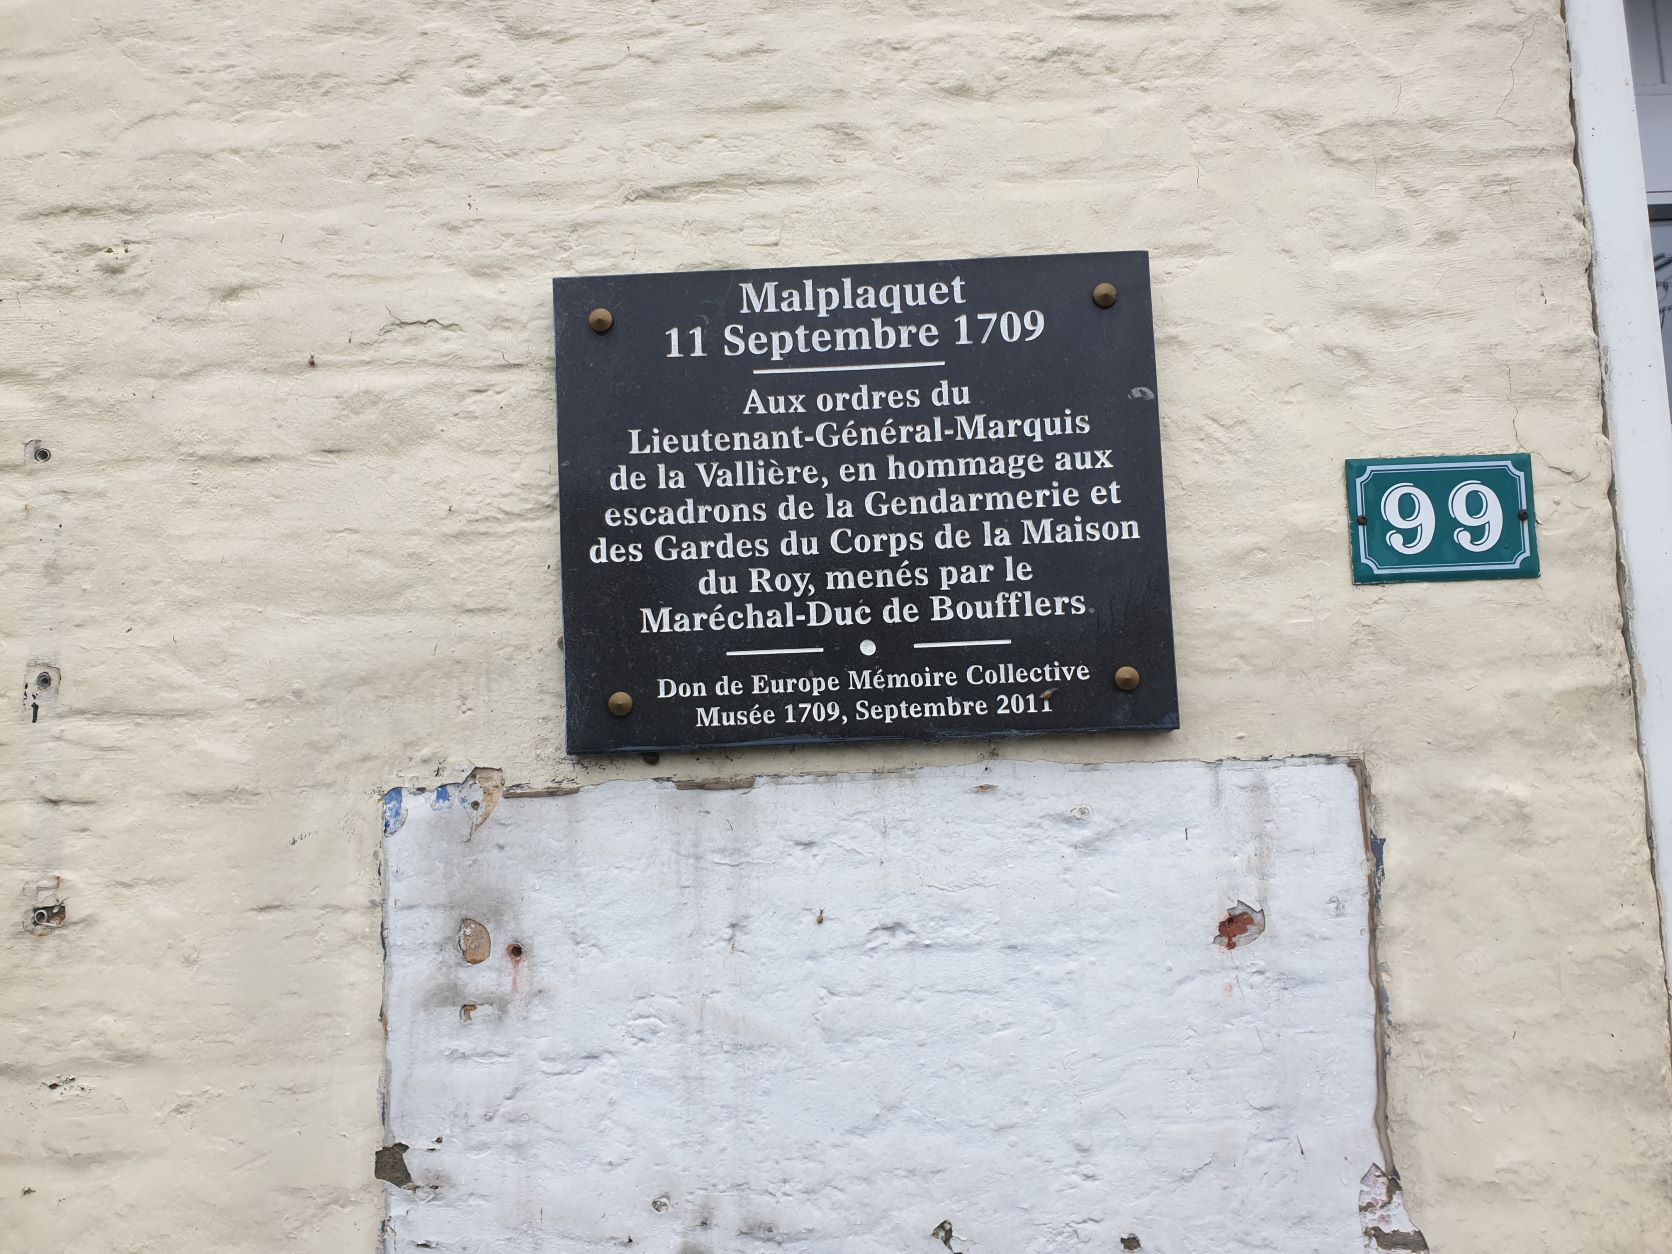 Malplaquet
11 Septembre 1709
Aux ordres du
Lieutenant-Général-Marquis
de la Vallière, en hommage aux
escadrons de la Gendarmerie et
des Gardes du Corps de la Maison
du Roy, menés par le
Maréchal-Duc de Boufflers.
Don de Europe Mémoire Collective
Musée 1709, Septembre 2011
99